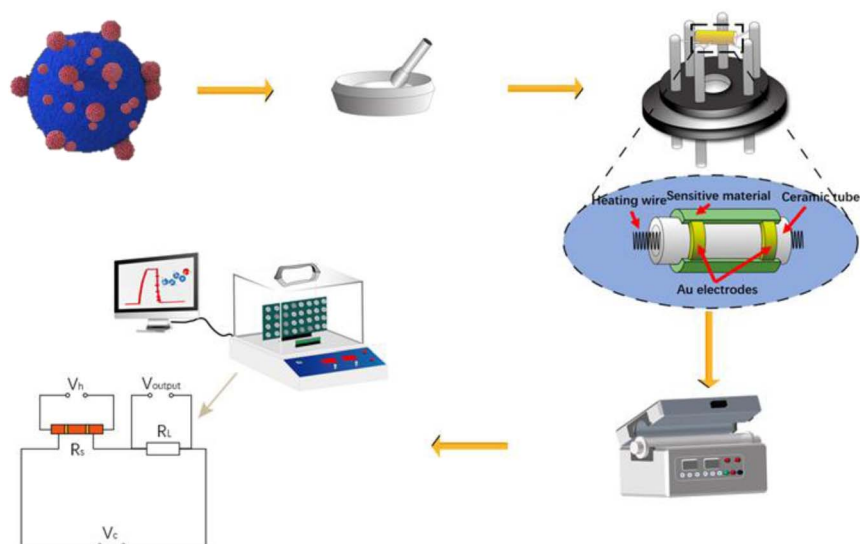 Heating wire
Sensitive material
Ceramic tube
Au electrodes
Vh
Voutput
RL
Rs
Vc